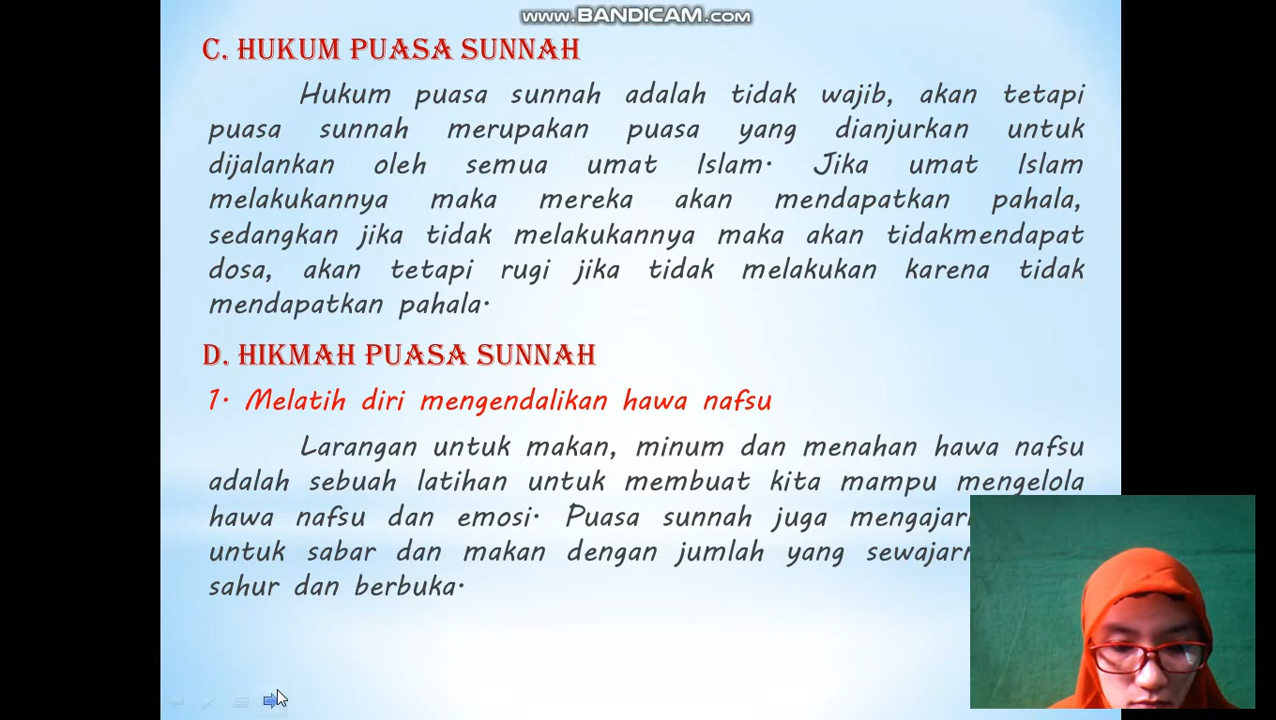 www.BANDICAM.com
C. HUKUM PUASA SUNNAH
Hukum puasa sunnah adalah tidak wajib, akan tetapi
puasa sunnah merupakan puasa yang dianjurkan untuk
dijalankan oleh semua umat Islam. Jika umat Islam
melakukannya maka mereka akan mendapatkan pahala,
sedangkan jika tidak melakukannya maka akan tidakmendapat
dosa, akan tetapi rugi jika tidak melakukan karena tidak
mendapatkan pahala.
D. HIKMAH PUASA SUNNAH
1. Melatih diri mengendalikan hawa nafsu
Larangan untuk makan, minum dan menahan hawa nafsu
adalah sebuah latihan untuk membuat kita mampu mengelola
hawa nafsu dan emosi. Puasa sunnah juga
untuk sabar dan makan dengan jumlah yang
sahur dan berbuka.